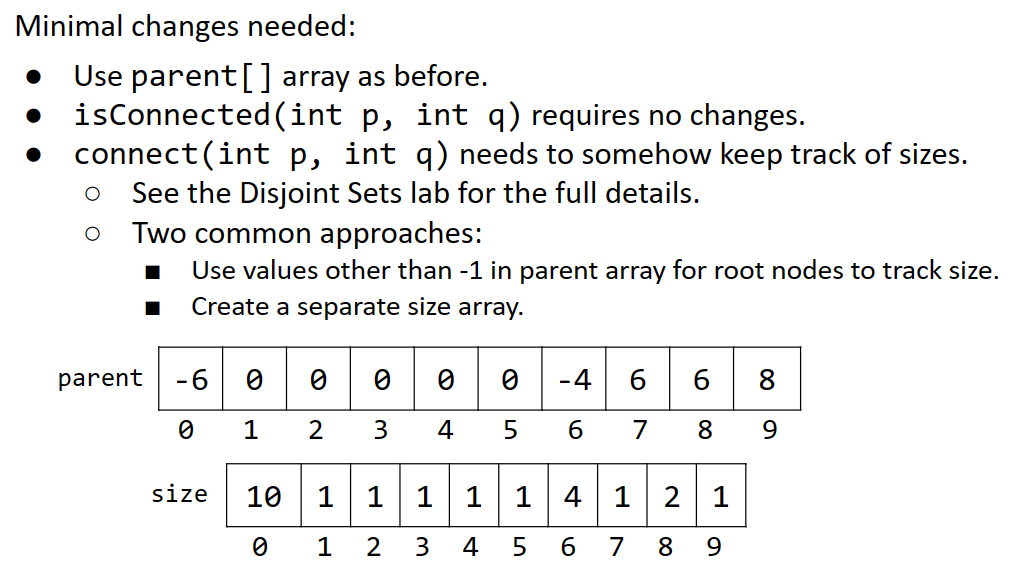 Minimal changes needed:
● Use parent[] array as before.
● isConnected(int p, int q) requires no changes.
● connect(int p, int q) needs to somehow keep track of sizes.
○ See the Disjoint Sets lab for the full details.
○ Two common approaches:
■ Use values other than -1 in parent array for root nodes to track size.
■ Create a separate size array.
parent -6 0 0 0 0 0 -4 6 6 8
0 1 2 3 4 5 6 7 8 9
size 10 1 1 1 1 1 4 1 2 1
0 1 2 3 4 5 6 7 8 9